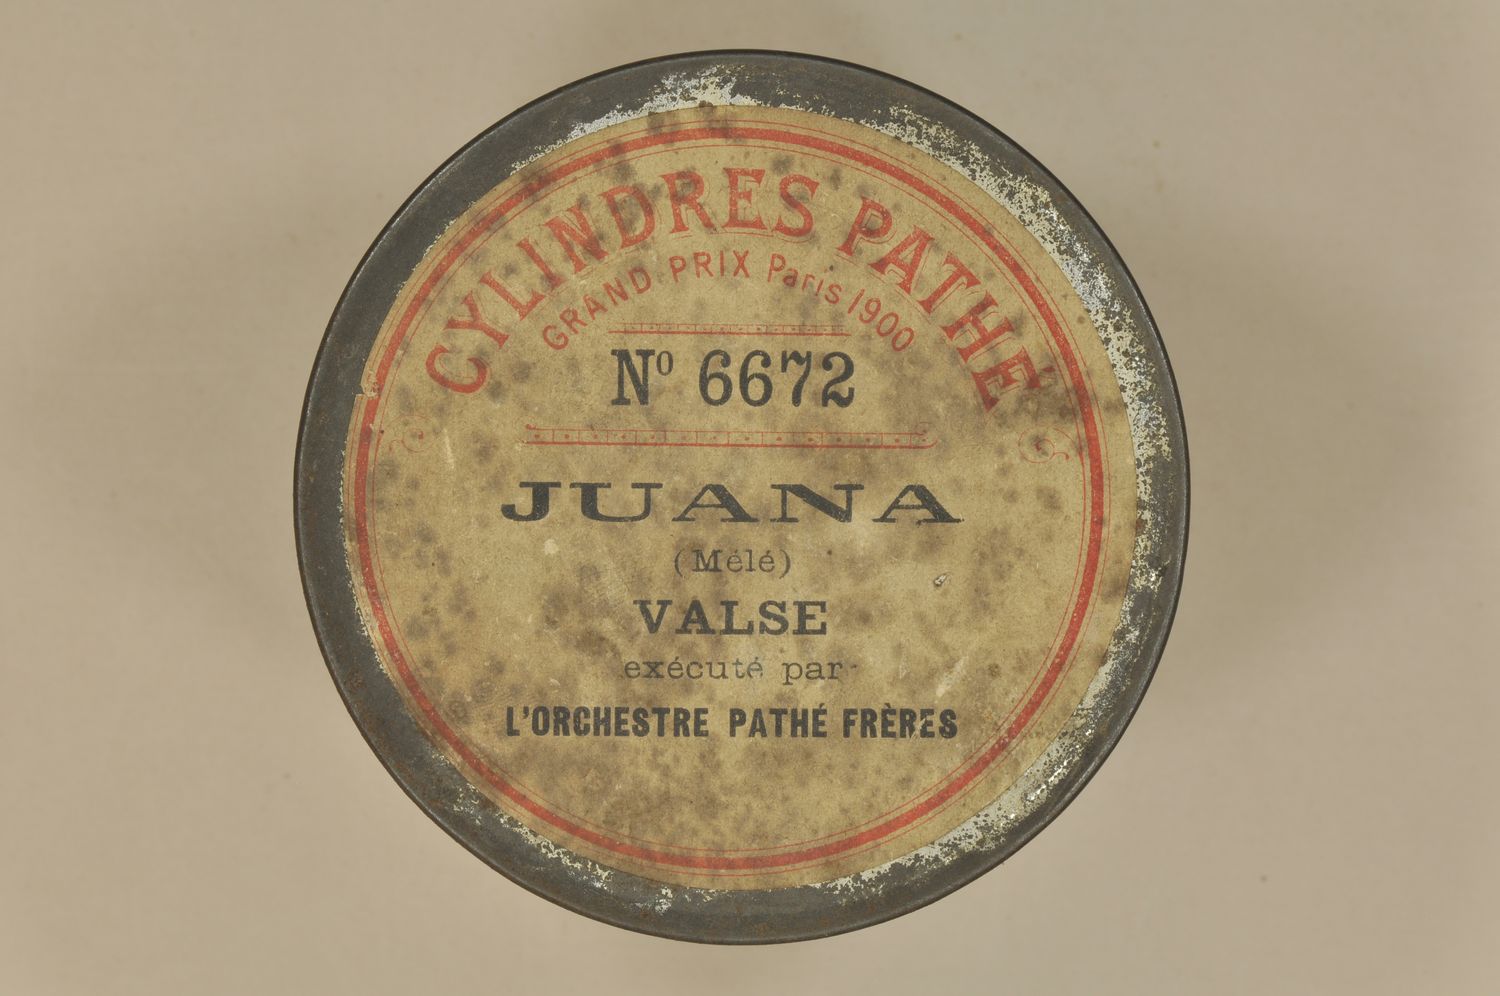 CYLINDRES PATHÉ
GRAND PRIX Paris 1900
Nº 6672
JUANA
(Mélé)
VALSE
exécuté par
L'ORCHESTRE PATHÉ FRÈRES